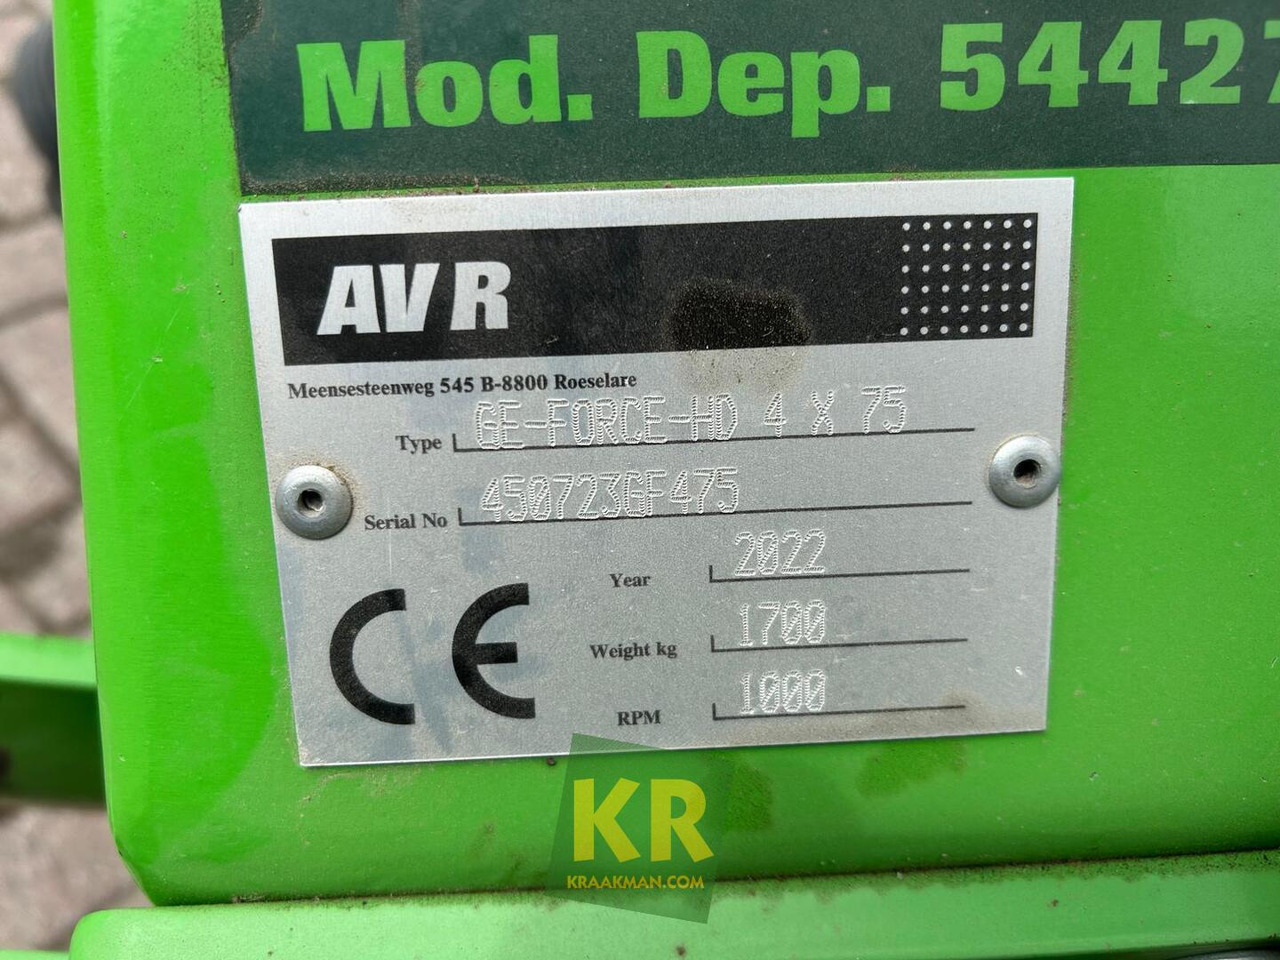 Mod. Dep. 54427
AVR
Meensesteenweg 545 B-8800 Roeselare
Type GE-FORCE-HD 4 X 75
Serial No 450723GF475
Year 2022
Weight kg 1700
CE
RPM 1000
KR
KRAAKMAN.COM